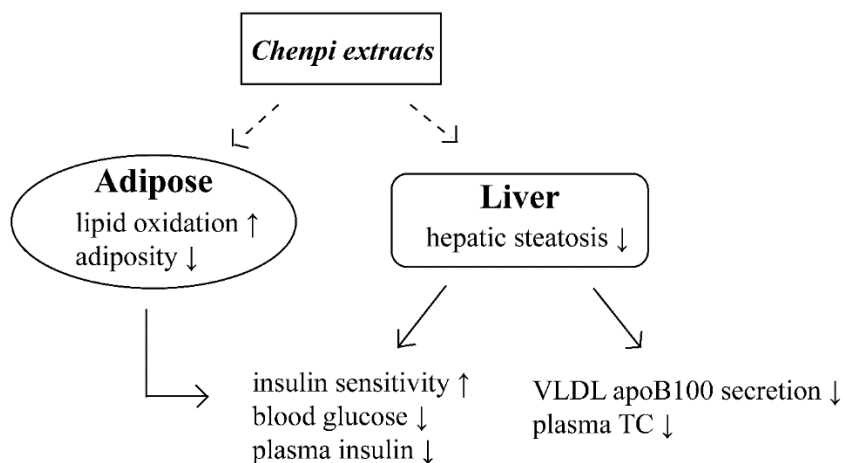 Chenpi extracts
Adipose
lipid oxidation ↑
adiposity ↓
Liver
hepatic steatosis ↓
insulin sensitivity ↑
blood glucose ↓
plasma insulin ↓
VLDL apoB100 secretion ↓
plasma TC ↓